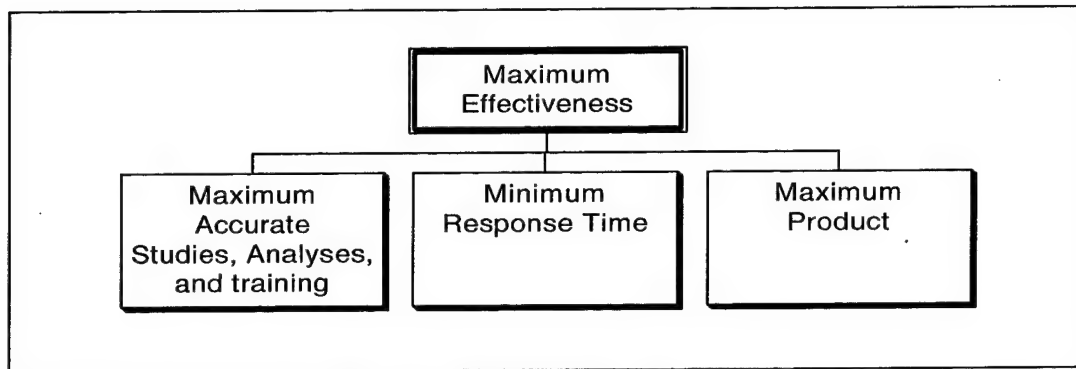 Maximum
Effectiveness
Maximum
Accurate
Studies, Analyses,
and training
Minimum
Response Time
Maximum
Product